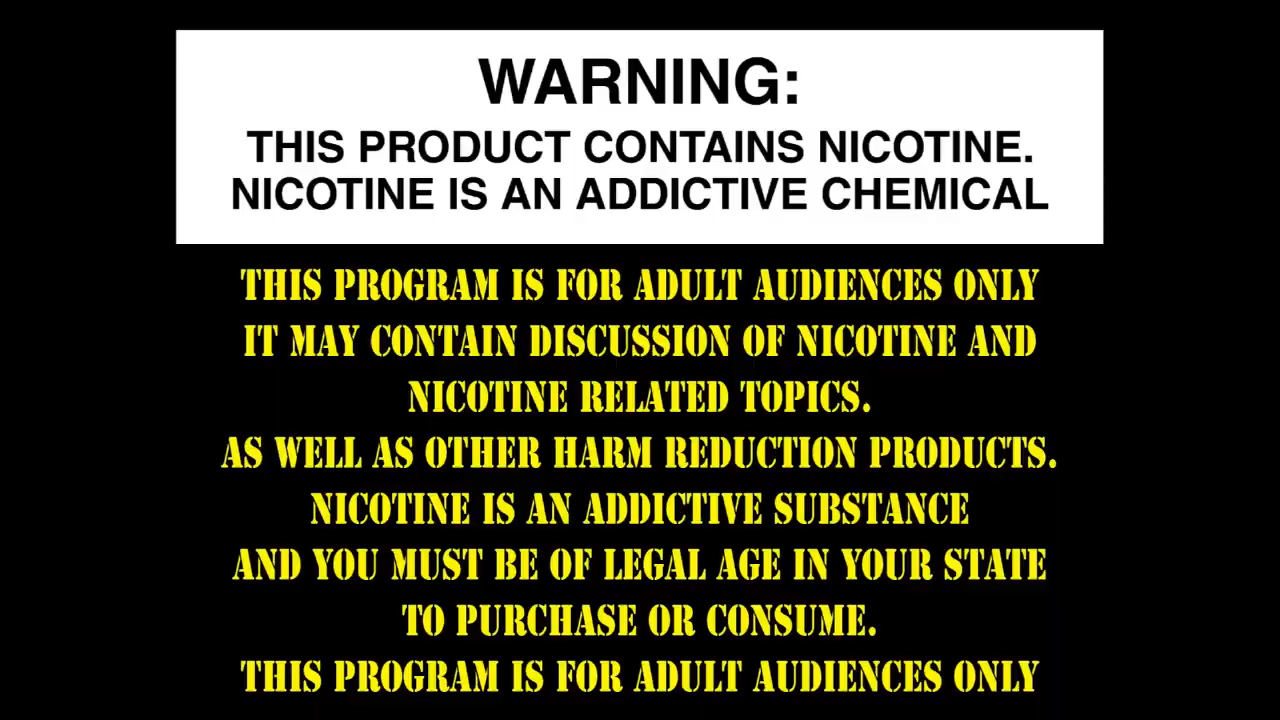 WARNING:
THIS PRODUCT CONTAINS NICOTINE.
NICOTINE IS AN ADDICTIVE CHEMICAL
THIS PROGRAM IS FOR ADULT AUDIENCES ONLY
IT MAY CONTAIN DISCUSSION OF NICOTINE AND
NICOTINE RELATED TOPICS.
AS WELL AS OTHER HARM REDUCTION PRODUCTS.
NICOTINE IS AN ADDICTIVE SUBSTANCE
AND YOU MUST BE OF LEGAL AGE IN YOUR STATE
TO PURCHASE OR CONSUME.
THIS PROGRAM IS FOR ADULT AUDIENCES ONLY